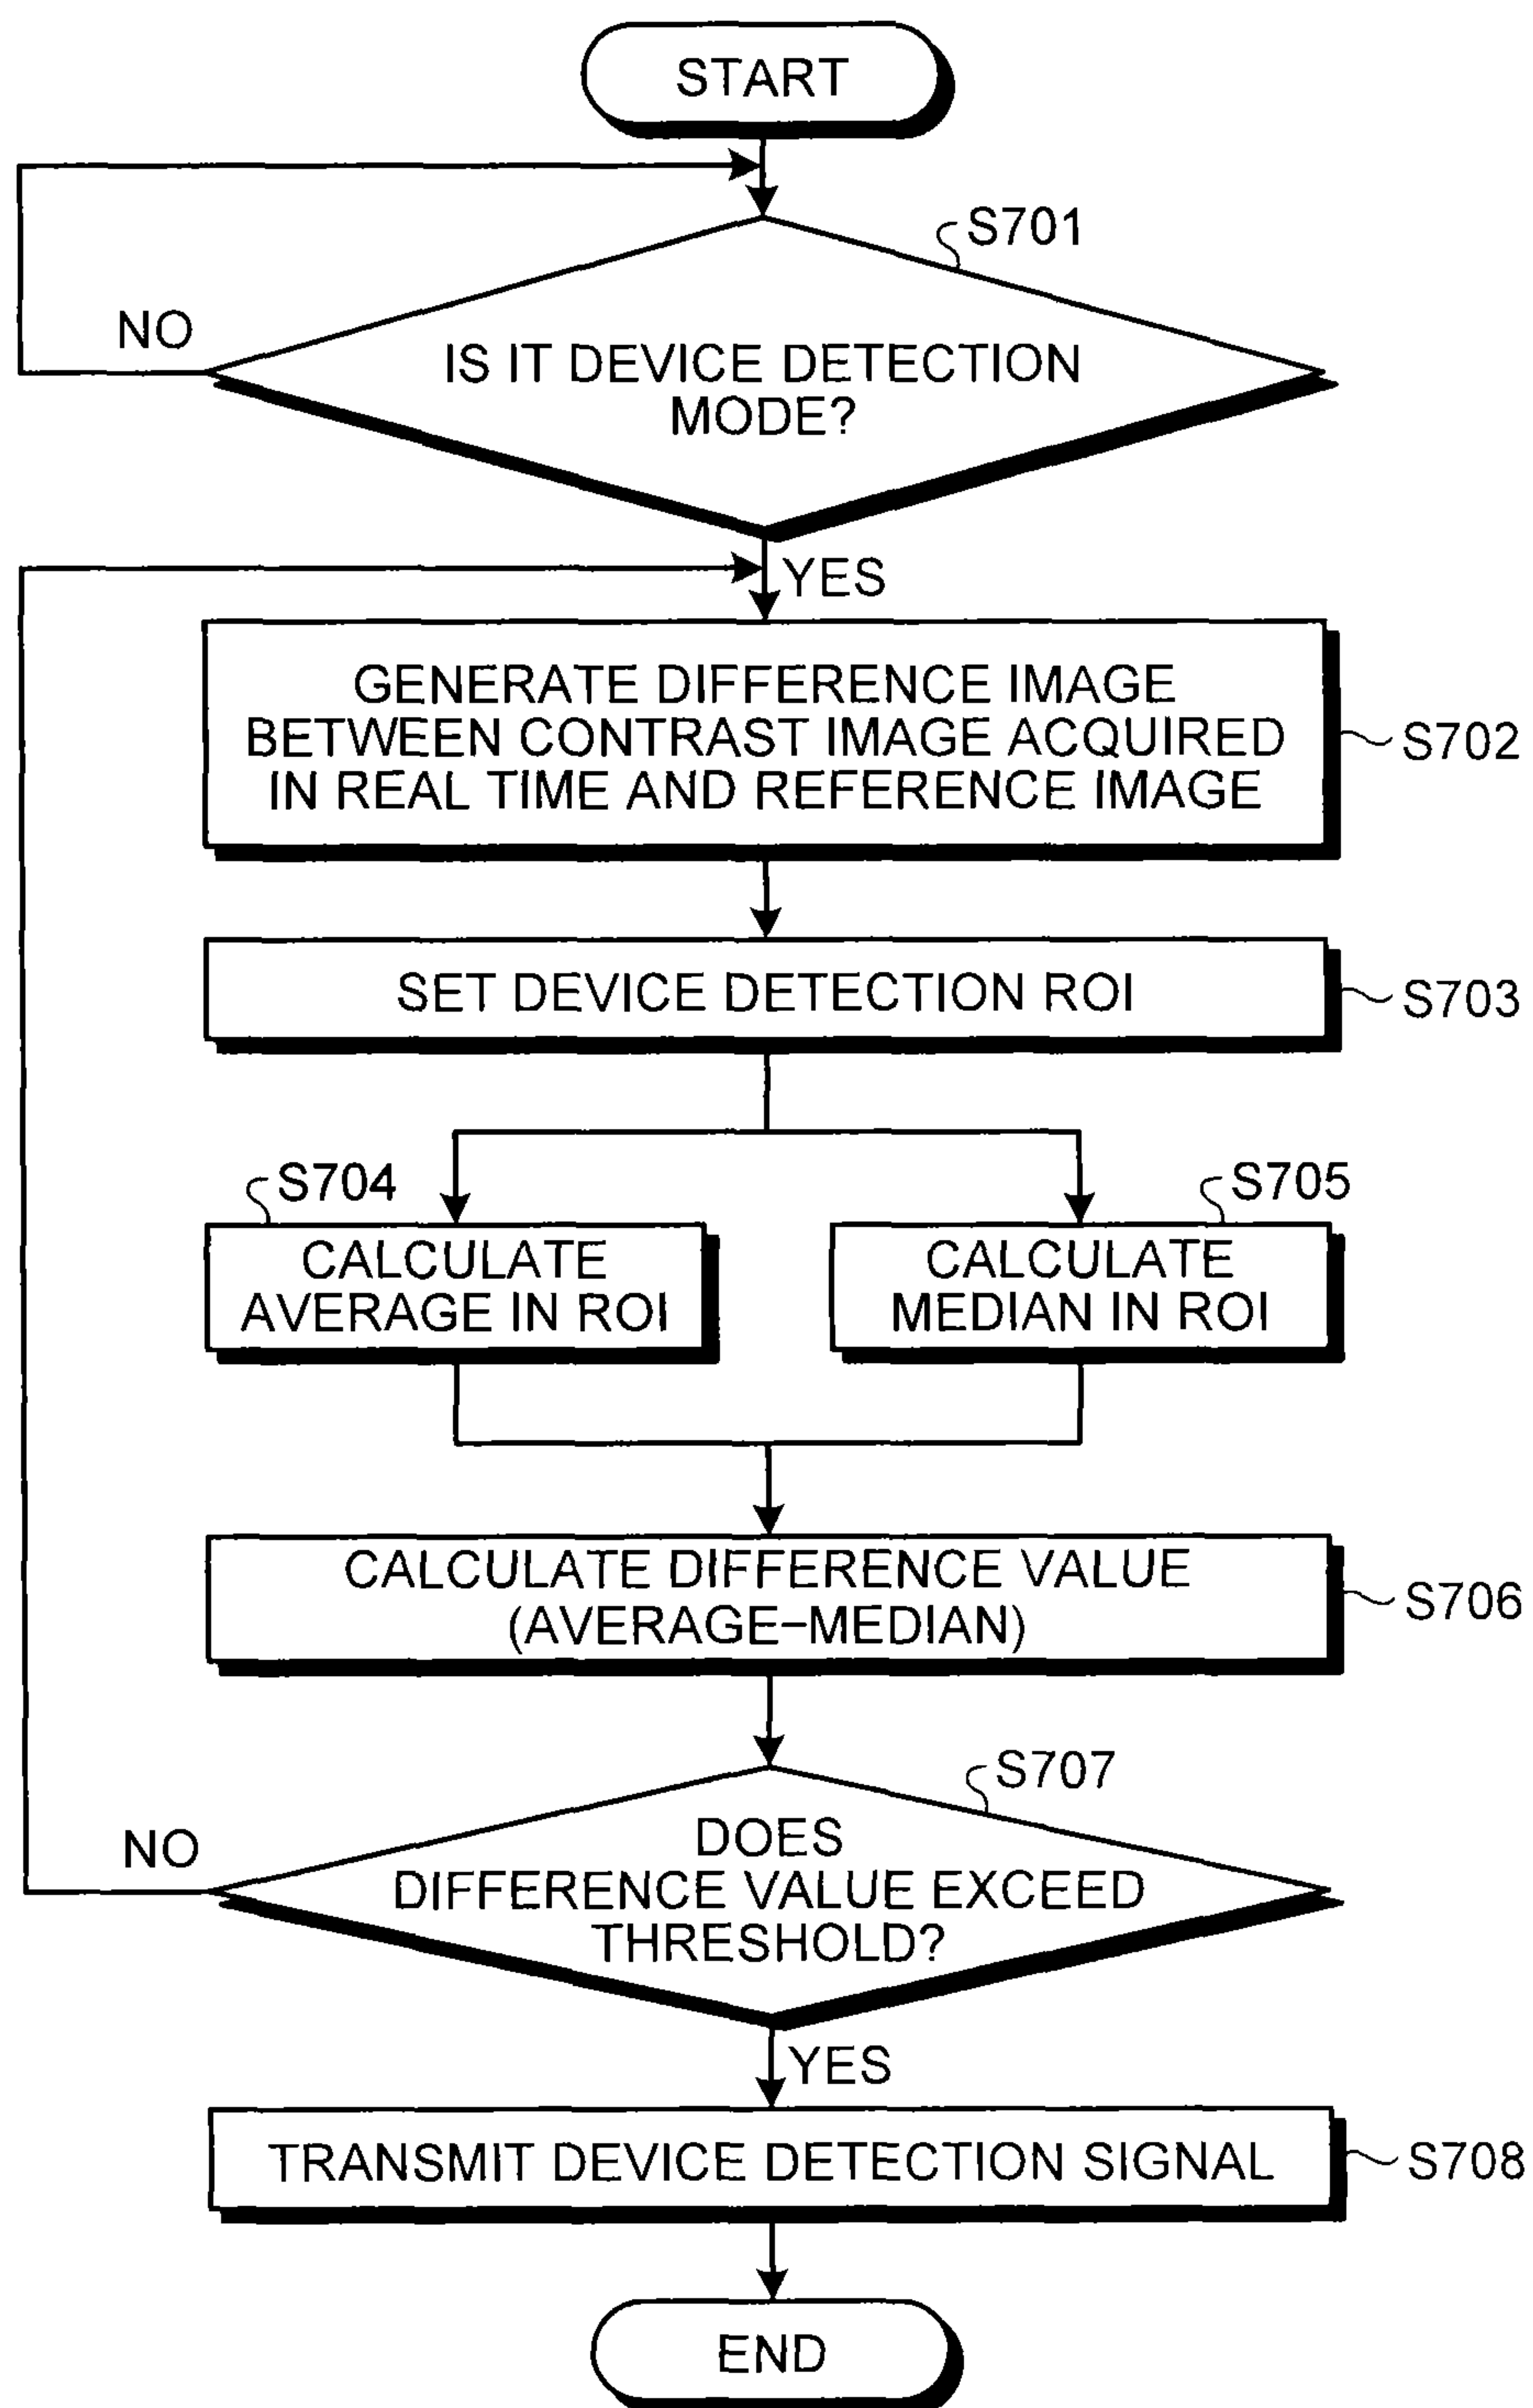 START
S701
NO
IS IT DEVICE DETECTION
MODE?
YES
GENERATE DIFFERENCE IMAGE
BETWEEN CONTRAST IMAGE ACQUIRED
IN REAL TIME AND REFERENCE IMAGE
S702
SET DEVICE DETECTION ROI
S703
S704
CALCULATE
AVERAGE IN ROI
S705
CALCULATE
MEDIAN IN ROI
CALCULATE DIFFERENCE VALUE
(AVERAGE−MEDIAN)
S706
S707
NO
DOES
DIFFERENCE VALUE EXCEED
THRESHOLD?
YES
TRANSMIT DEVICE DETECTION SIGNAL
S708
END